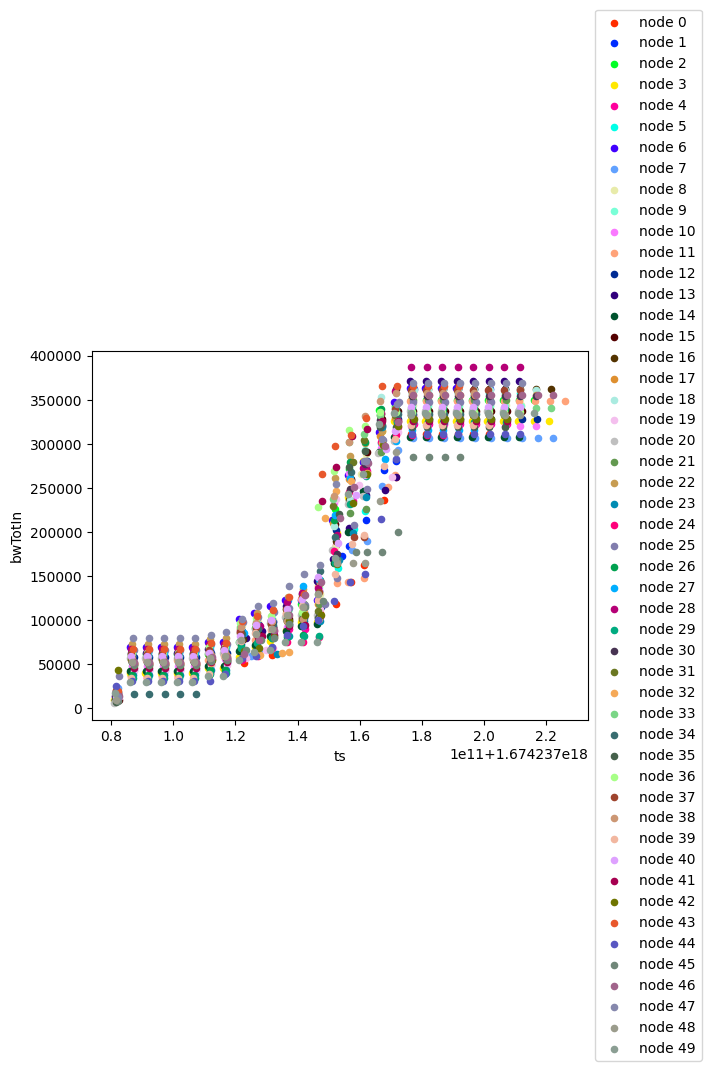 node 0
node 1
node 2
node 3
node 4
node 5
node 6
node 7
node 8
node 9
node 10
node 11
node 12
node 13
node 14
node 15
node 16
node 17
node 18
node 19
node 20
node 21
node 22
node 23
node 24
node 25
node 26
node 27
node 28
node 29
node 30
node 31
node 32
node 33
node 34
node 35
node 36
node 37
node 38
node 39
node 40
node 41
node 42
node 43
node 44
node 45
node 46
node 47
node 48
node 49
400000
350000
300000
250000
200000
150000
100000
50000
0
bwTotIn
0.8 1.0 1.2 1.4 1.6 1.8 2.0 2.2
ts
1e11+1.674237e18